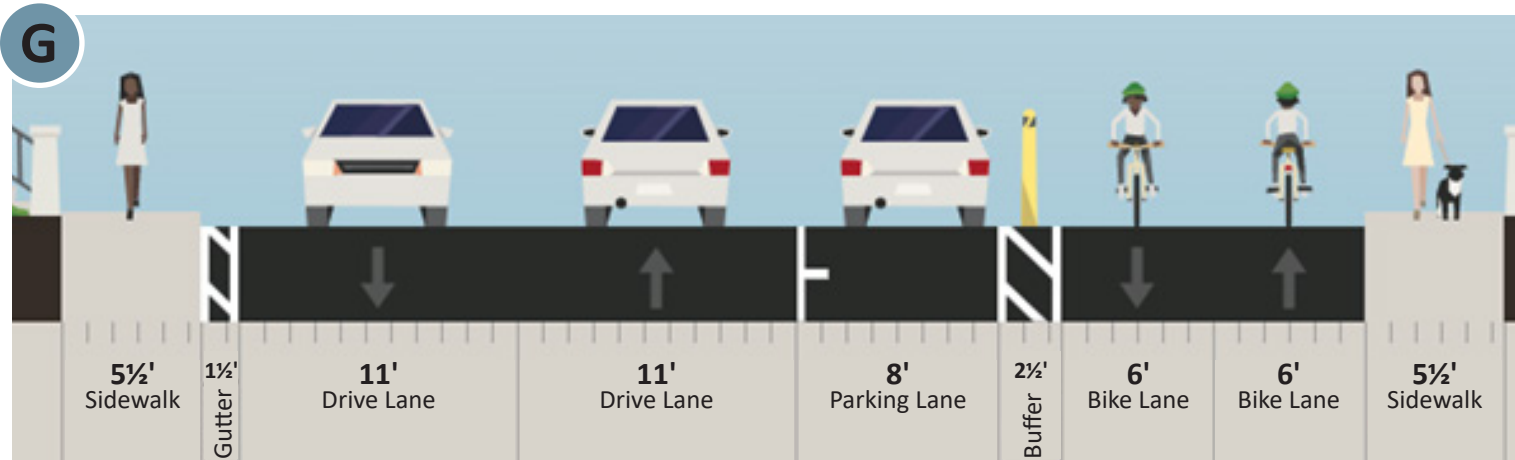 G
5½'
Sidewalk
1½'
Gutter
11'
Drive Lane
11'
Drive Lane
8'
Parking Lane
2½'
Buffer
6'
Bike Lane
6'
Bike Lane
5½'
Sidewalk